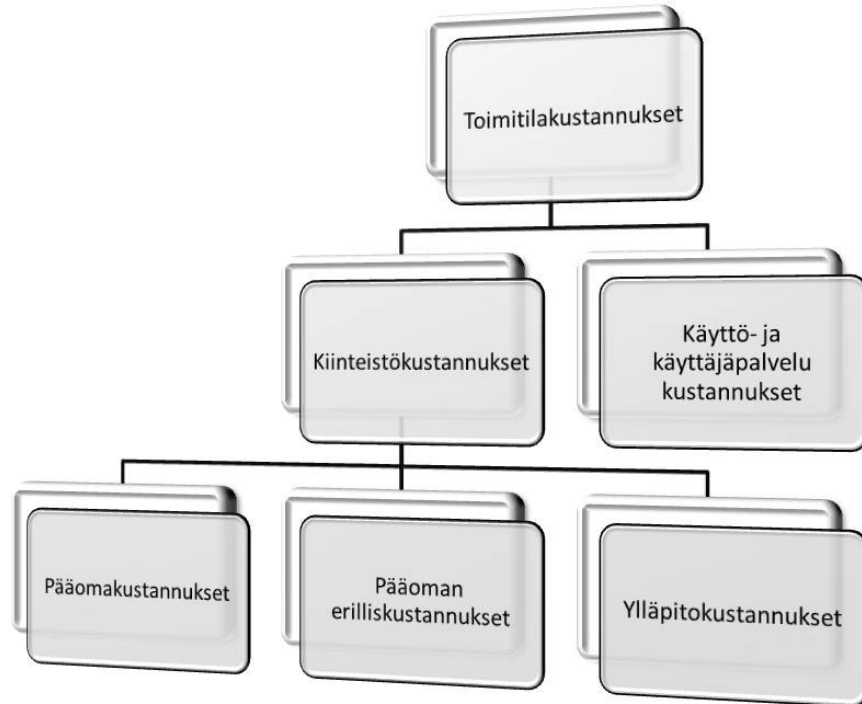 Toimitilakustannukset
Kiinteistökustannukset
Käyttö- ja
käyttäjäpalvelu
kustannukset
Pääomakustannukset
Pääoman
erilliskustannukset
Ylläpitokustannukset